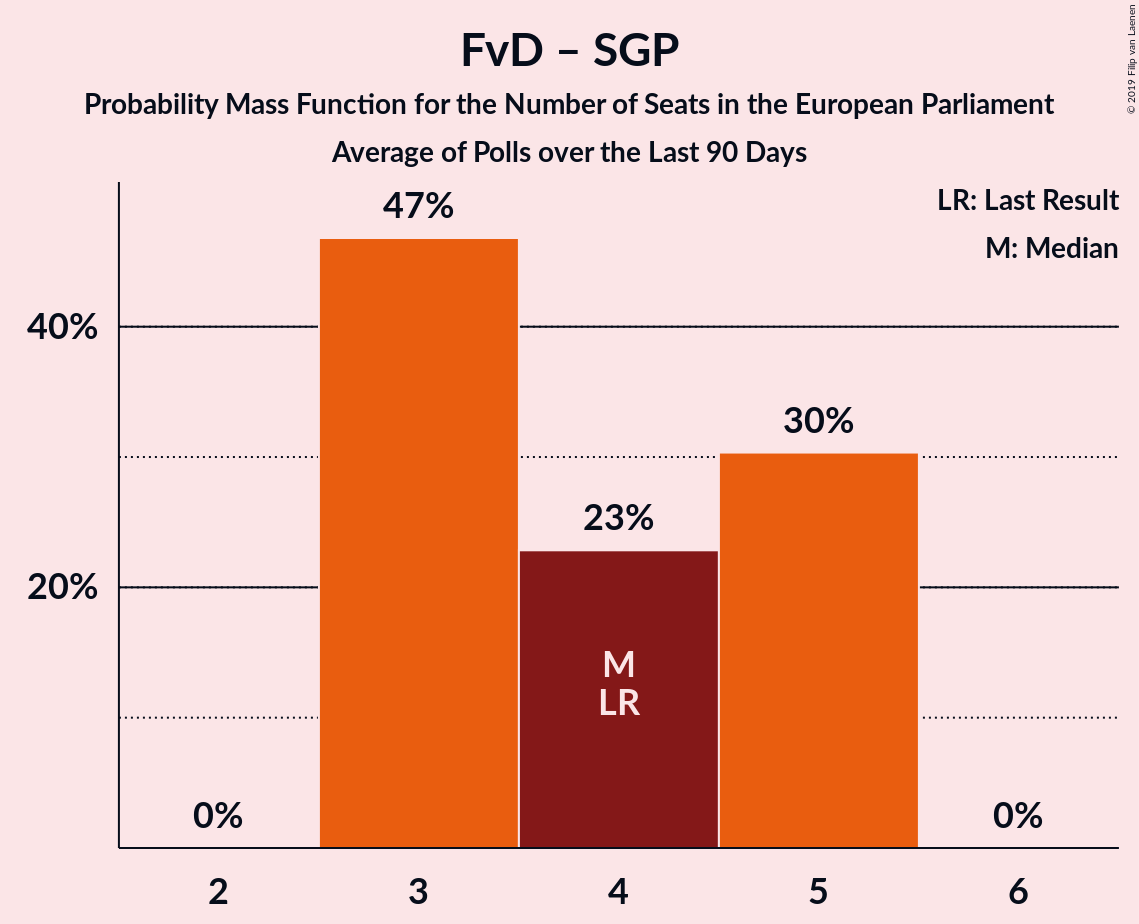 FvD – SGP
Probability Mass Function for the Number of Seats in the European Parliament
Average of Polls over the Last 90 Days
© 2019 Filip van Laenen
LR: Last Result
M: Median
47%
40%
30%
23%
20%
M
LR
0%
0%
2
3
4
5
6